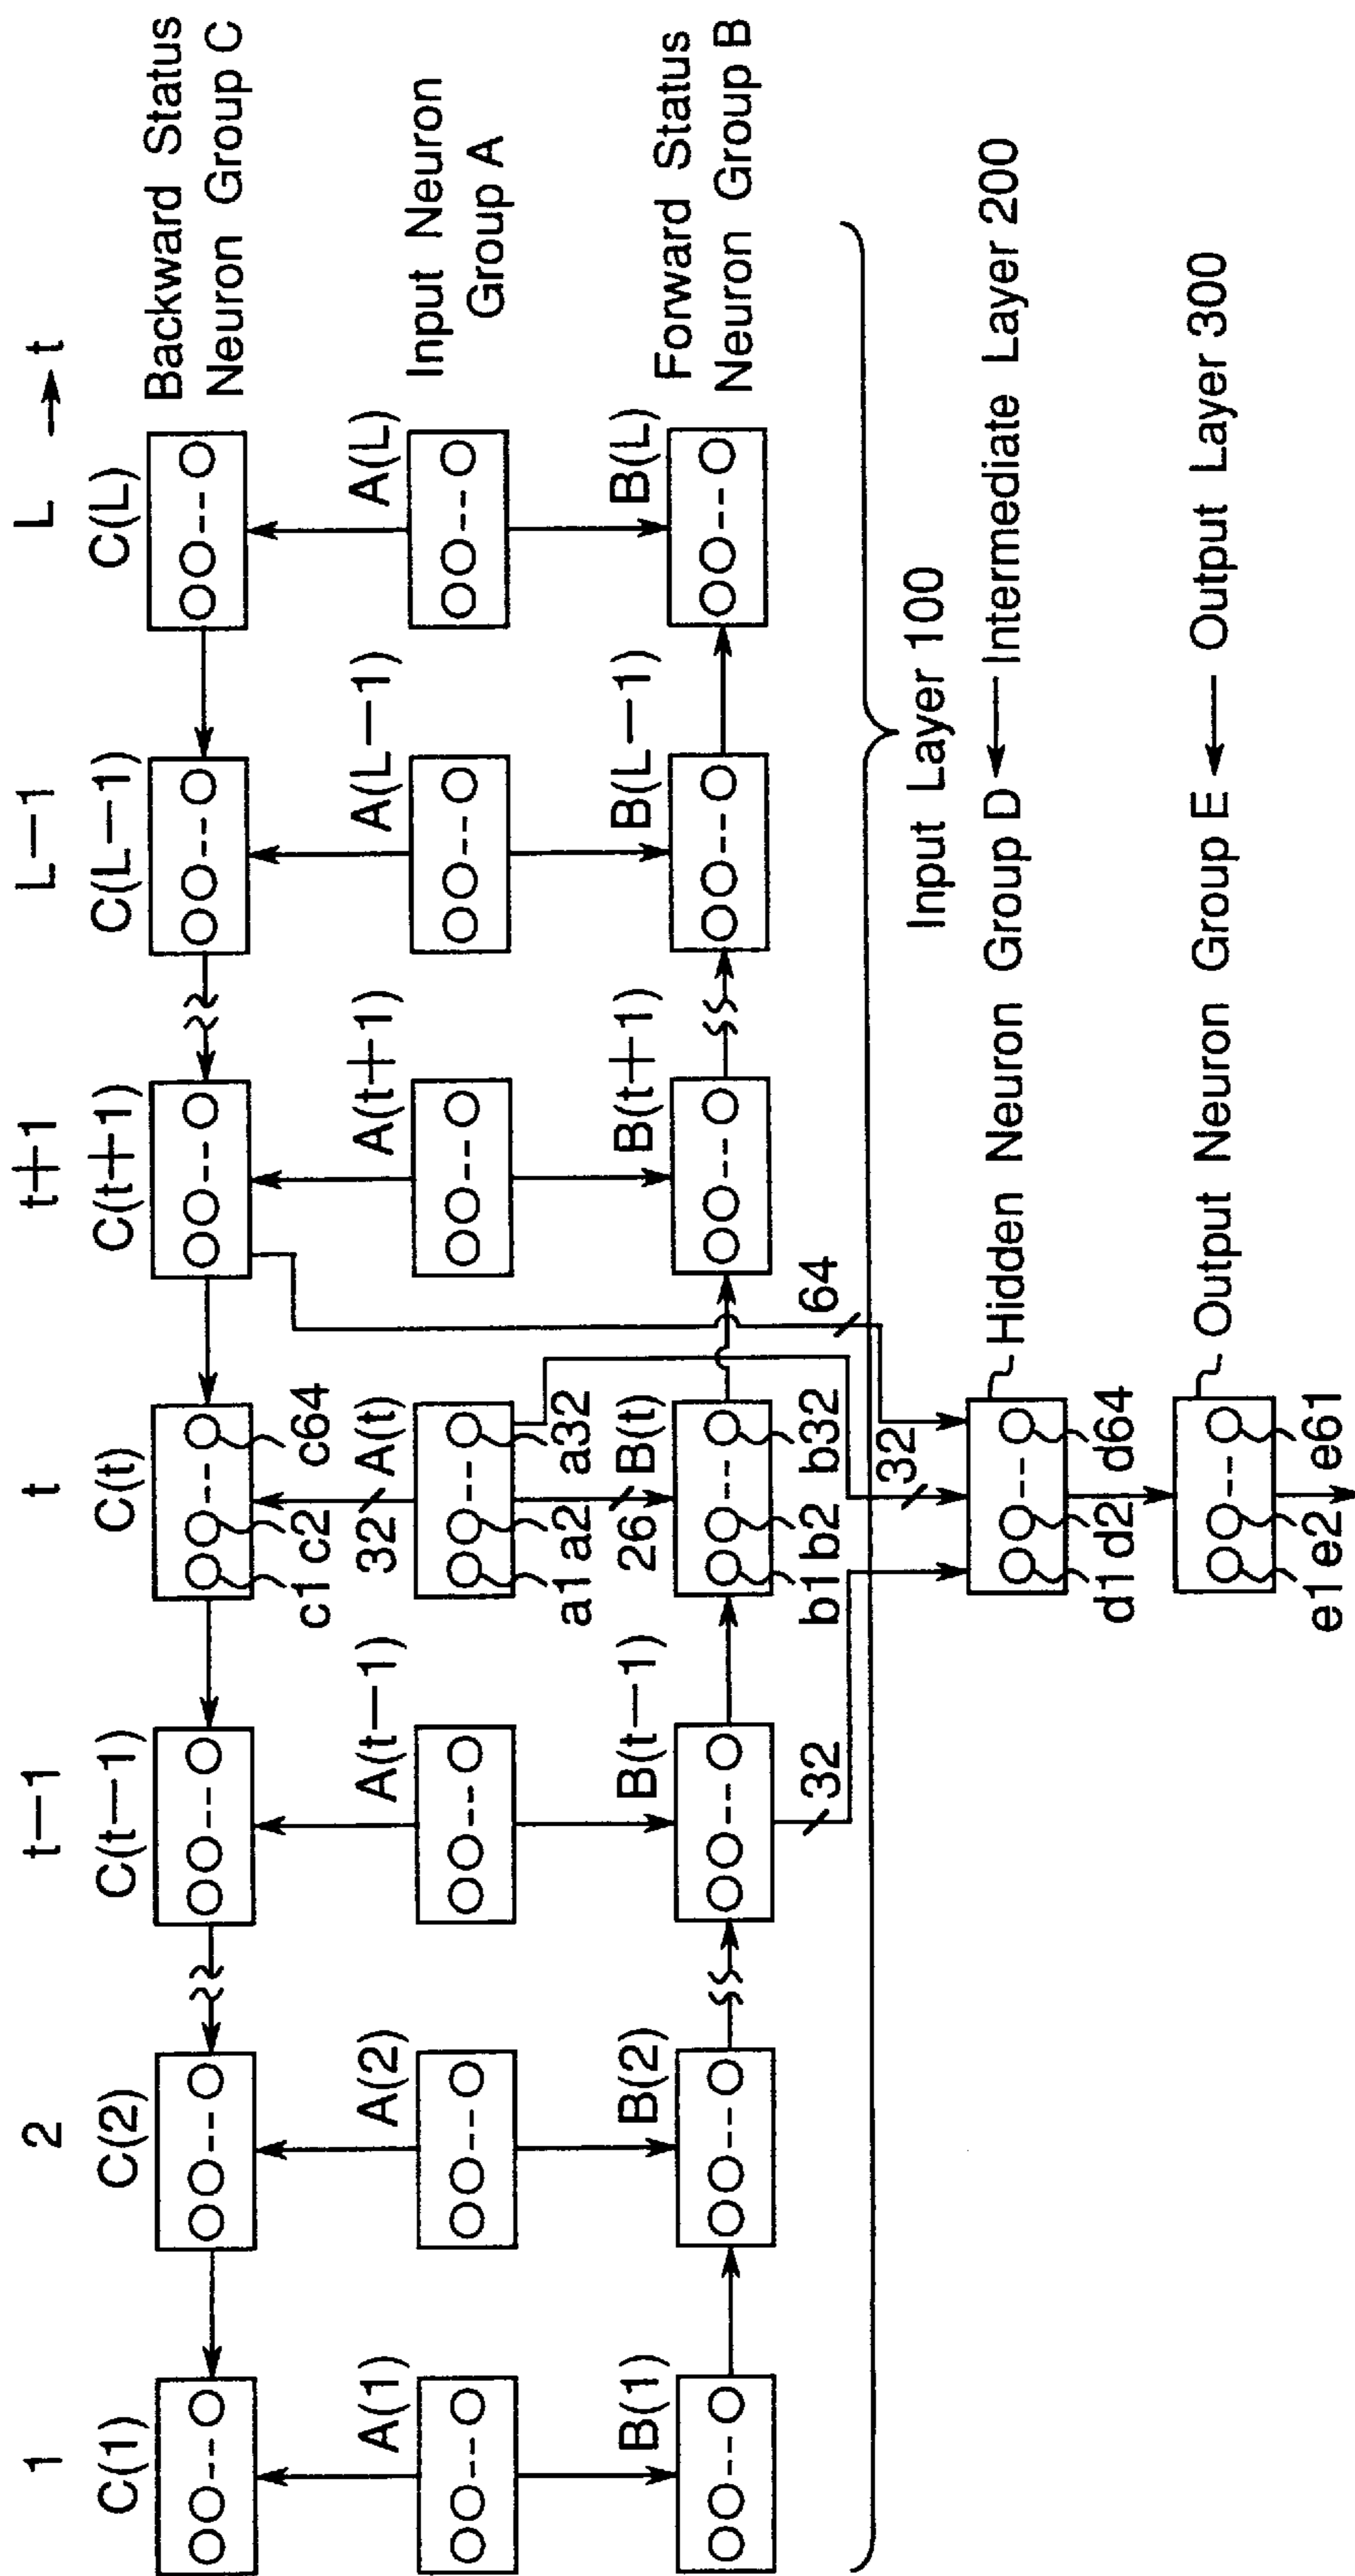 1 2 t−1 t t+1 L−1 L → t
C(1) C(2) C(t−1) C(t) C(t+1) C(L−1) C(L)
Backward Status
Neuron Group C
c1 c2 c64
A(1) A(2) A(t−1) 32 A(t) A(t+1) A(L−1) A(L)
Input Neuron
Group A
a1 a2 a32
B(1) B(2) B(t−1) 26 B(t) B(t+1) B(L−1) B(L)
Forward Status
Neuron Group B
b1 b2 b32
32 64
32
Input Layer 100
Hidden Neuron Group D ← Intermediate Layer 200
d1 d2 d64
Output Neuron Group E ← Output Layer 300
e1 e2 e61